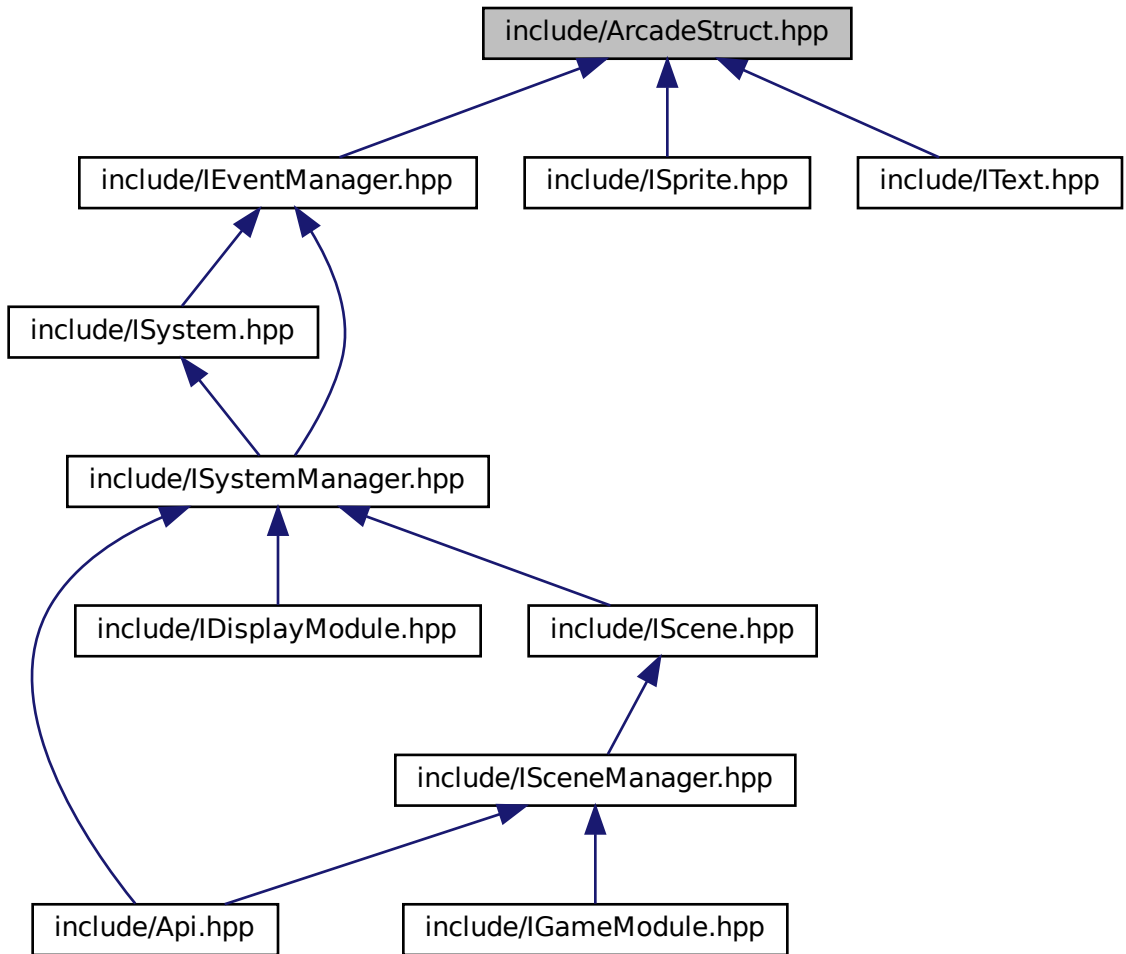 include/ArcadeStruct.hpp
include/IEventManager.hpp
include/ISprite.hpp
include/IText.hpp
include/ISystem.hpp
include/ISystemManager.hpp
include/IDisplayModule.hpp
include/IScene.hpp
include/ISceneManager.hpp
include/Api.hpp
include/IGameModule.hpp